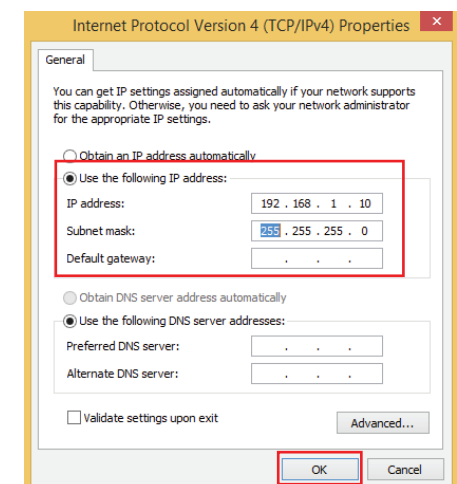 Internet Protocol Version 4 (TCP/IPv4) Properties
General
You can get IP settings assigned automatically if your network supports
this capability. Otherwise, you need to ask your network administrator
for the appropriate IP settings.
Obtain an IP address automatically
Use the following IP address:
IP address: 192 . 168 . 1 . 10
Subnet mask: 255 . 255 . 255 . 0
Default gateway: . . .
Obtain DNS server address automatically
Use the following DNS server addresses:
Preferred DNS server: . . .
Alternate DNS server: . . .
Validate settings upon exit
Advanced...
OK Cancel